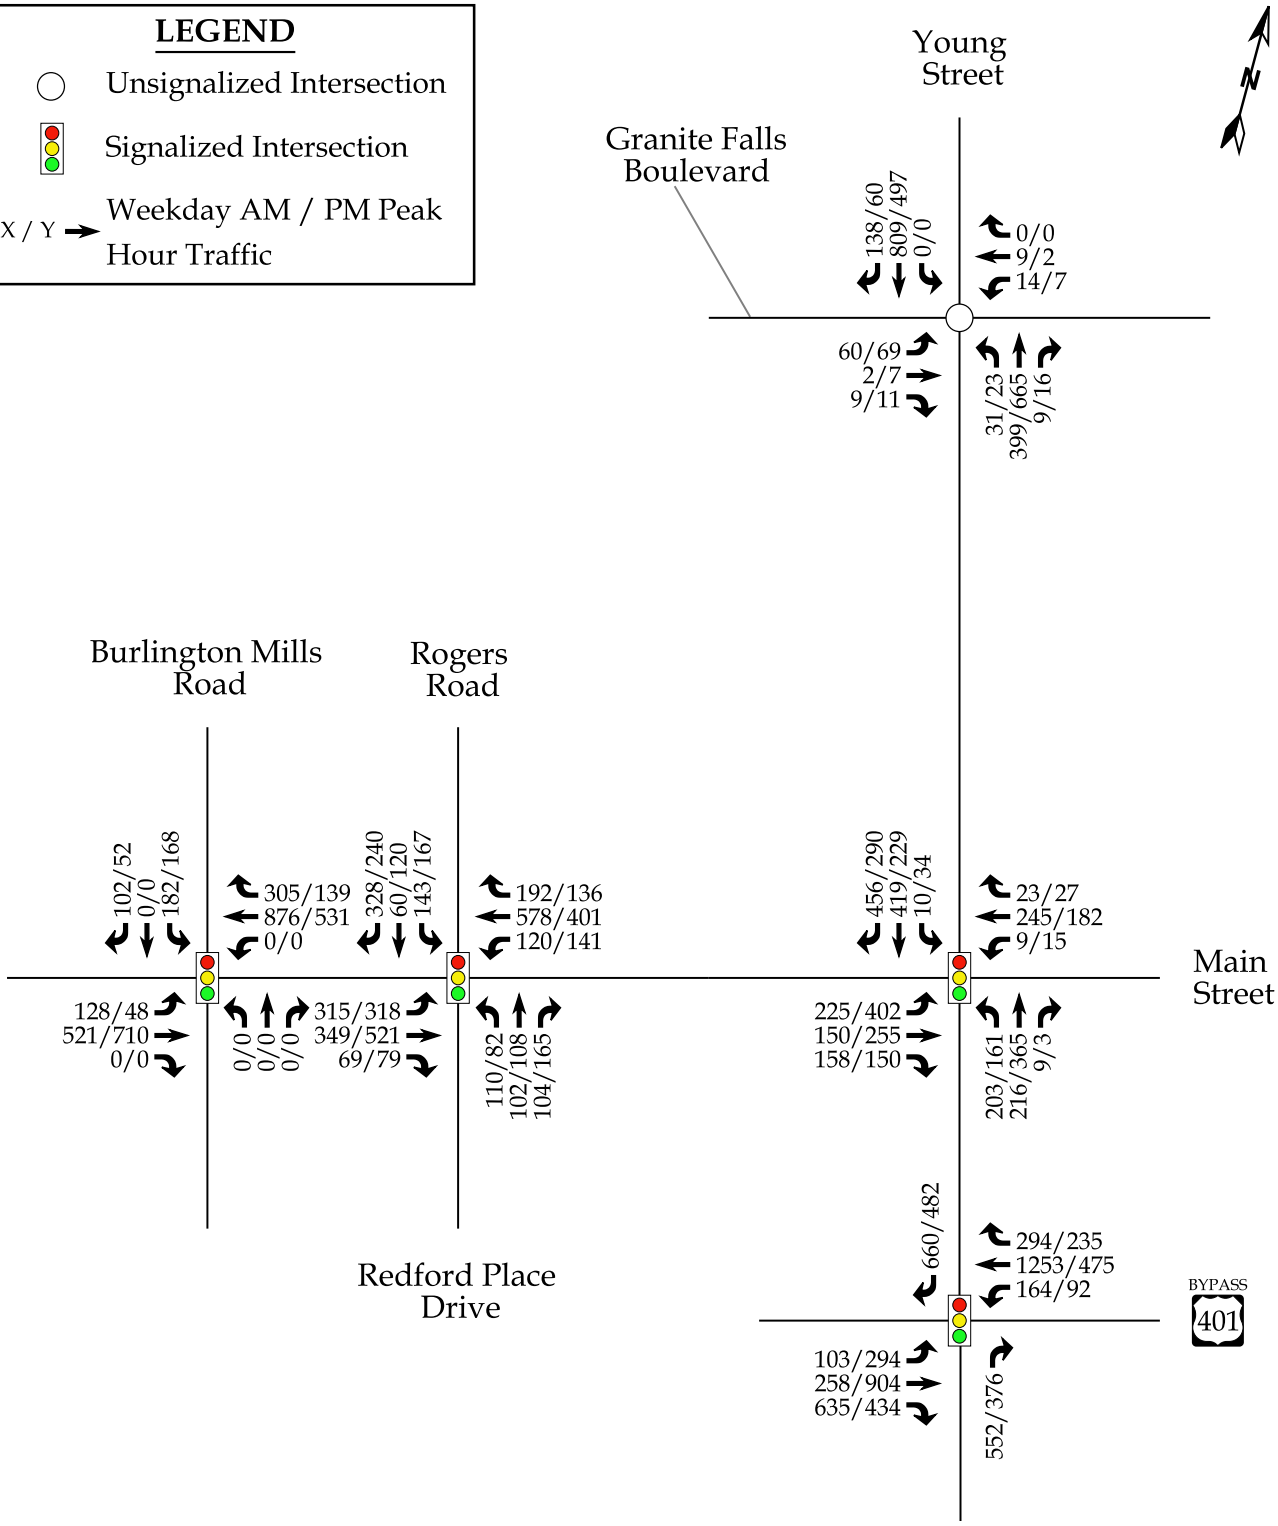 LEGEND
Unsignalized Intersection
Signalized Intersection
X / Y
Weekday AM / PM Peak
Hour Traffic
N
Young
Street
Granite Falls
Boulevard
138/60
809/497
0/0
0/0
9/2
14/7
60/69
2/7
9/11
31/23
399/665
9/16
Burlington Mills
Road
Rogers
Road
102/52
0/0
182/168
305/139
876/531
0/0
128/48
521/710
0/0
0/0
0/0
0/0
328/240
60/120
143/167
192/136
578/401
120/141
315/318
349/521
69/79
110/82
102/108
104/165
456/290
419/229
10/34
23/27
245/182
9/15
225/402
150/255
158/150
203/161
216/365
9/3
Main
Street
Redford Place
Drive
660/482
294/235
1253/475
164/92
103/294
258/904
635/434
552/376
BYPASS
401